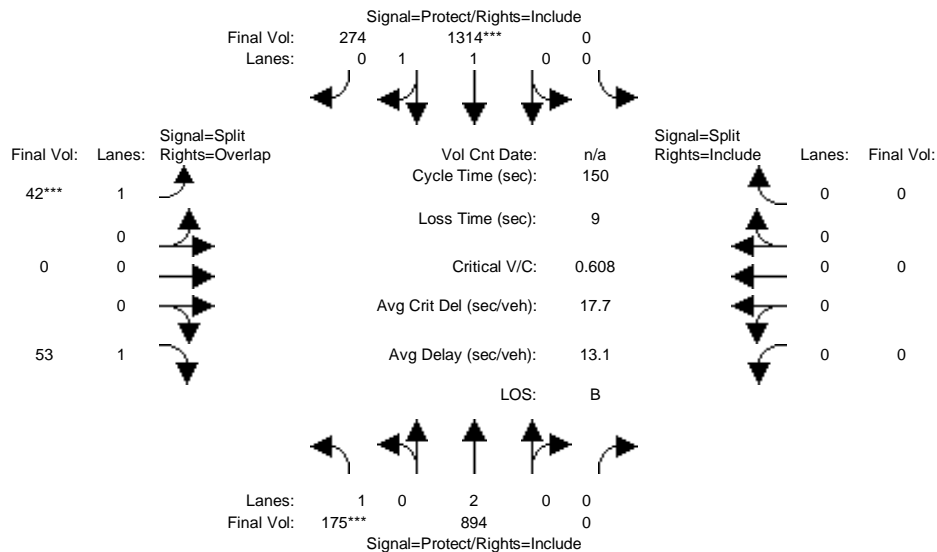 Signal=Protect/Rights=Include
Final Vol: 274 1314*** 0
Lanes: 0 1 1 0 0
Signal=Split Signal=Split
Final Vol: Lanes: Rights=Overlap Vol Cnt Date: n/a Rights=Include Lanes: Final Vol:
Cycle Time (sec): 150
42*** 1 0 0
Loss Time (sec): 9
0 0
0 0 Critical V/C: 0.608 0 0
0 Avg Crit Del (sec/veh): 17.7 0
53 1 Avg Delay (sec/veh): 13.1 0 0
LOS: B
Lanes: 1 0 2 0 0
Final Vol: 175*** 894 0
Signal=Protect/Rights=Include